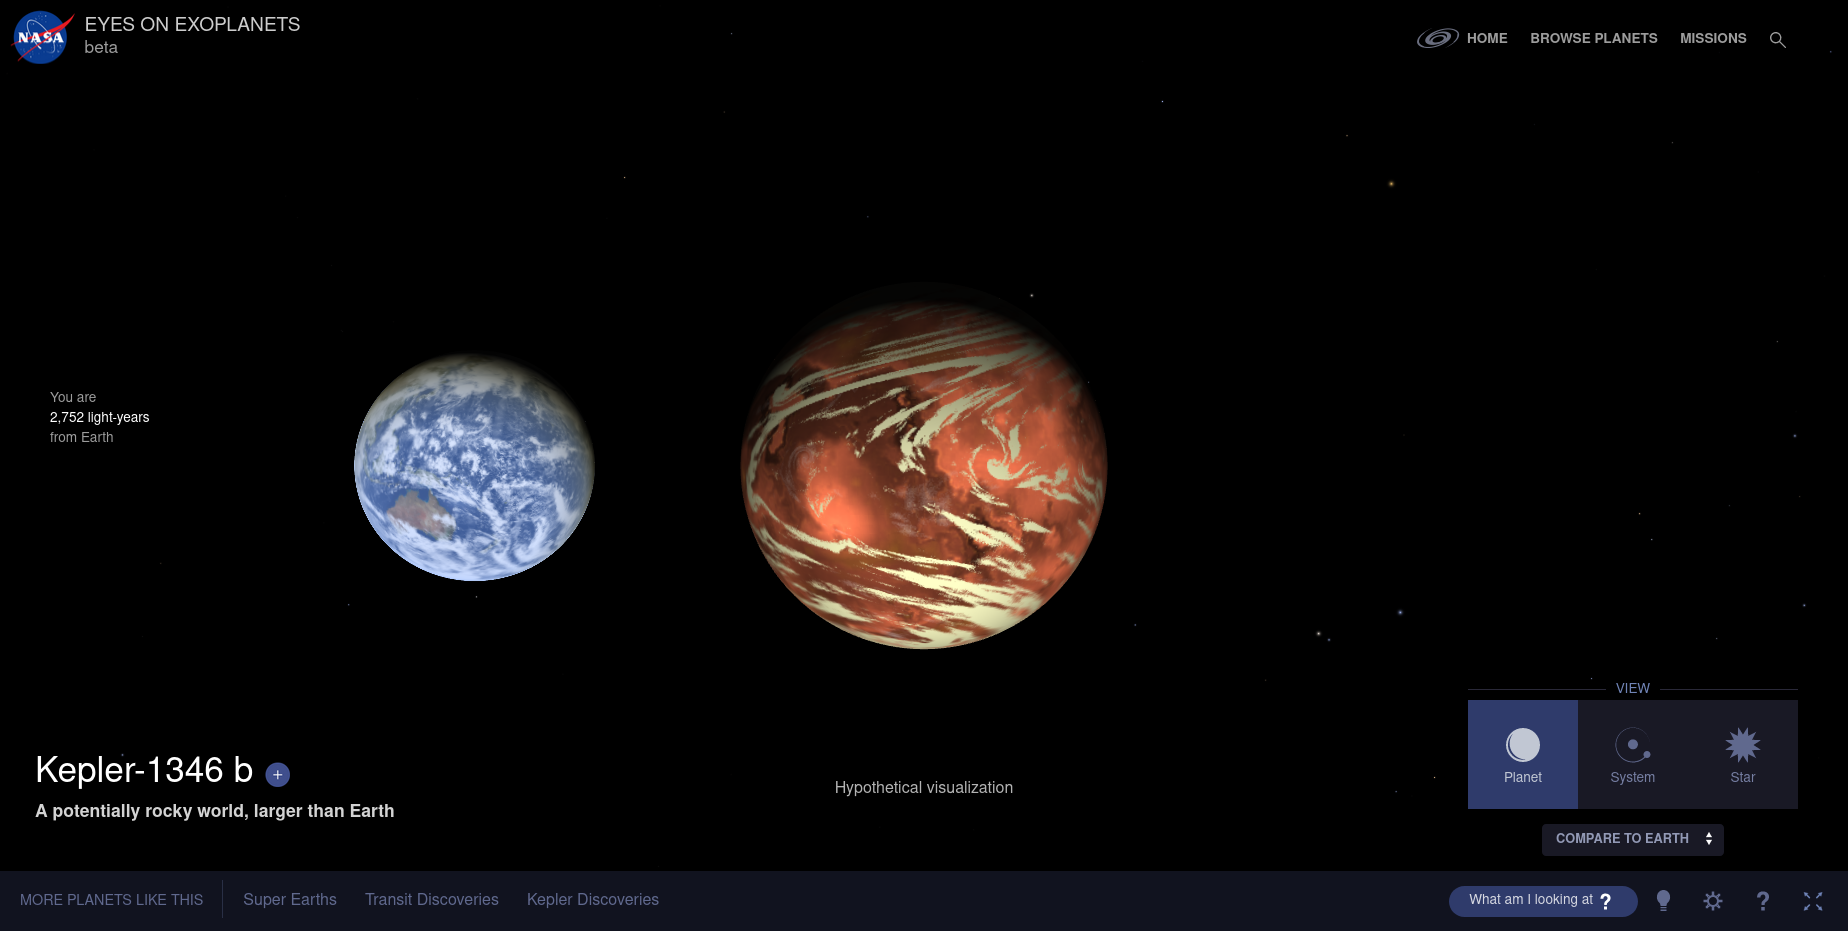 NASA
EYES ON EXOPLANETS
beta
HOME
BROWSE PLANETS
MISSIONS
You are
2,752 light-years
from Earth
VIEW
Planet
System
Star
COMPARE TO EARTH
Kepler-1346 b +
A potentially rocky world, larger than Earth
Hypothetical visualization
MORE PLANETS LIKE THIS
Super Earths
Transit Discoveries
Kepler Discoveries
What am I looking at ?
?